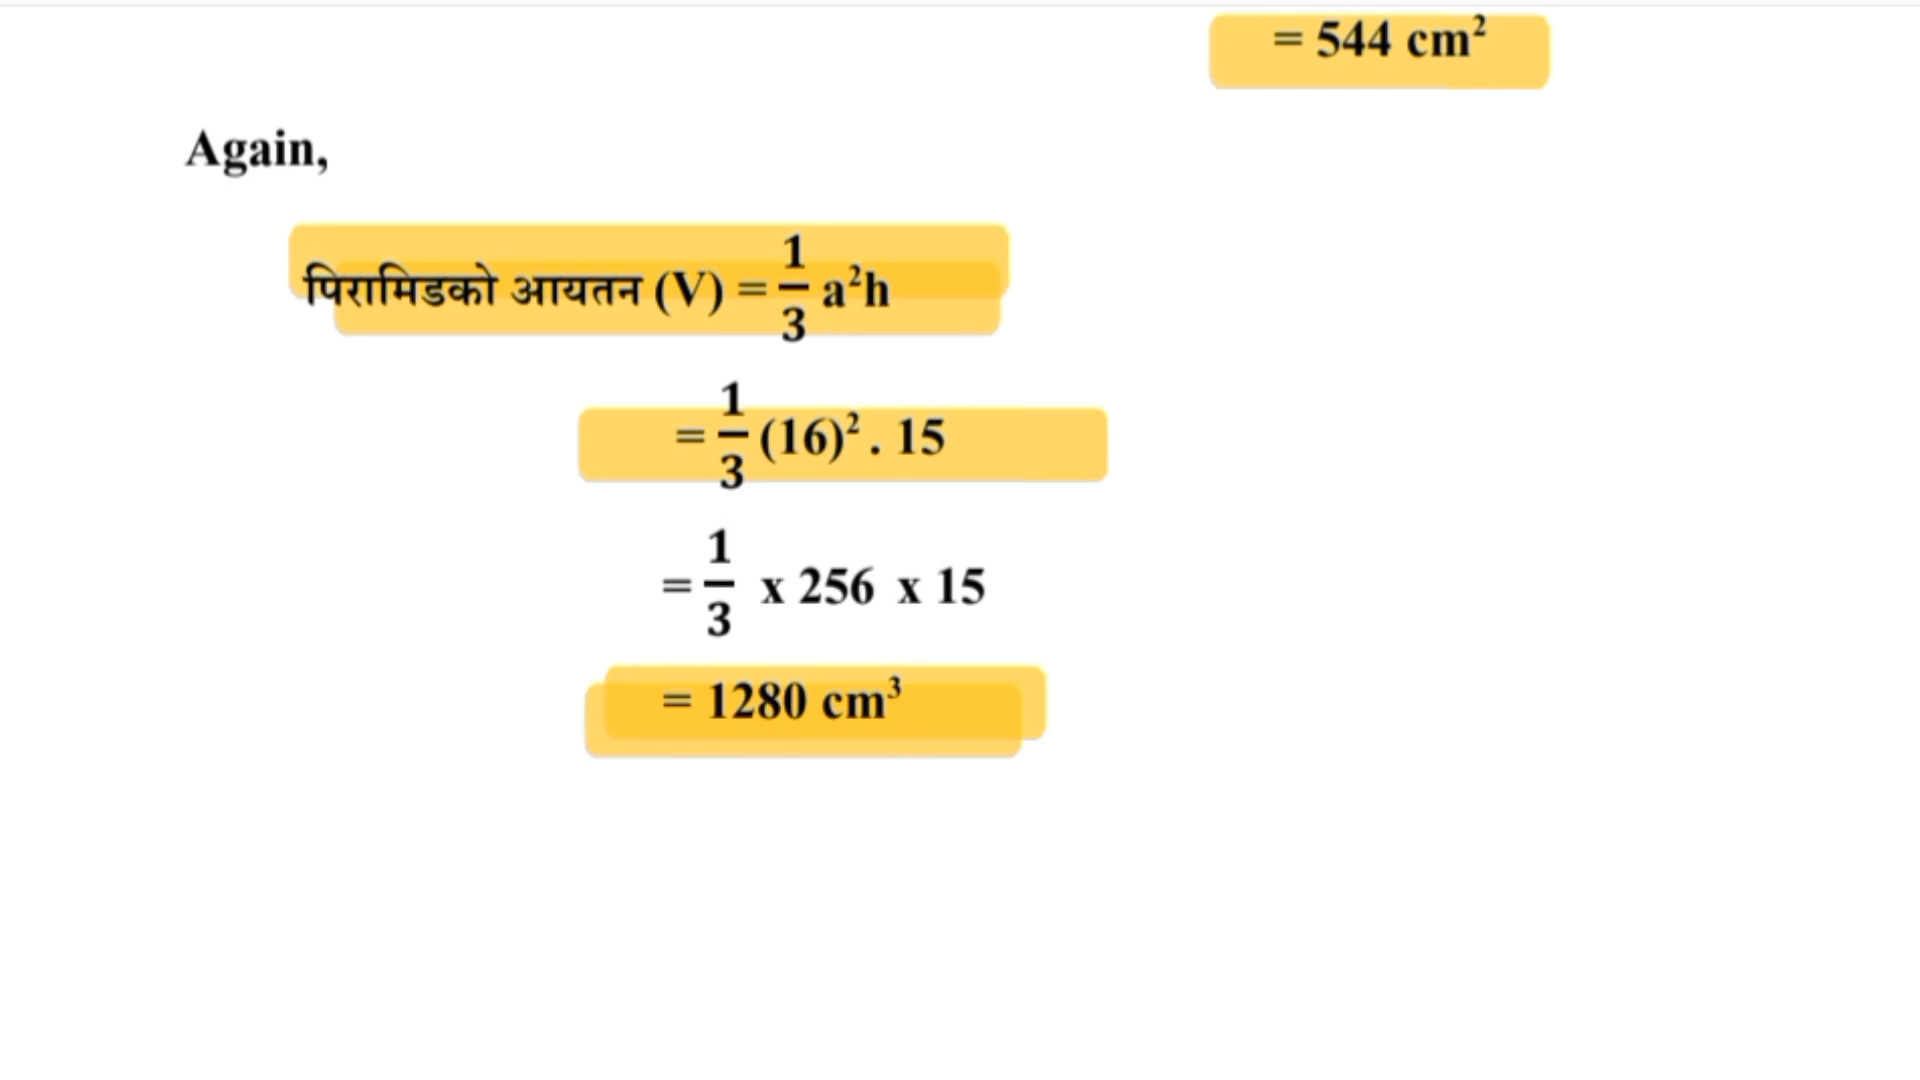 = 544 cm²
Again,
पिरामिडको आयतन (V) = 1/3 a²h
= 1/3 (16)² . 15
= 1/3 x 256 x 15
= 1280 cm³